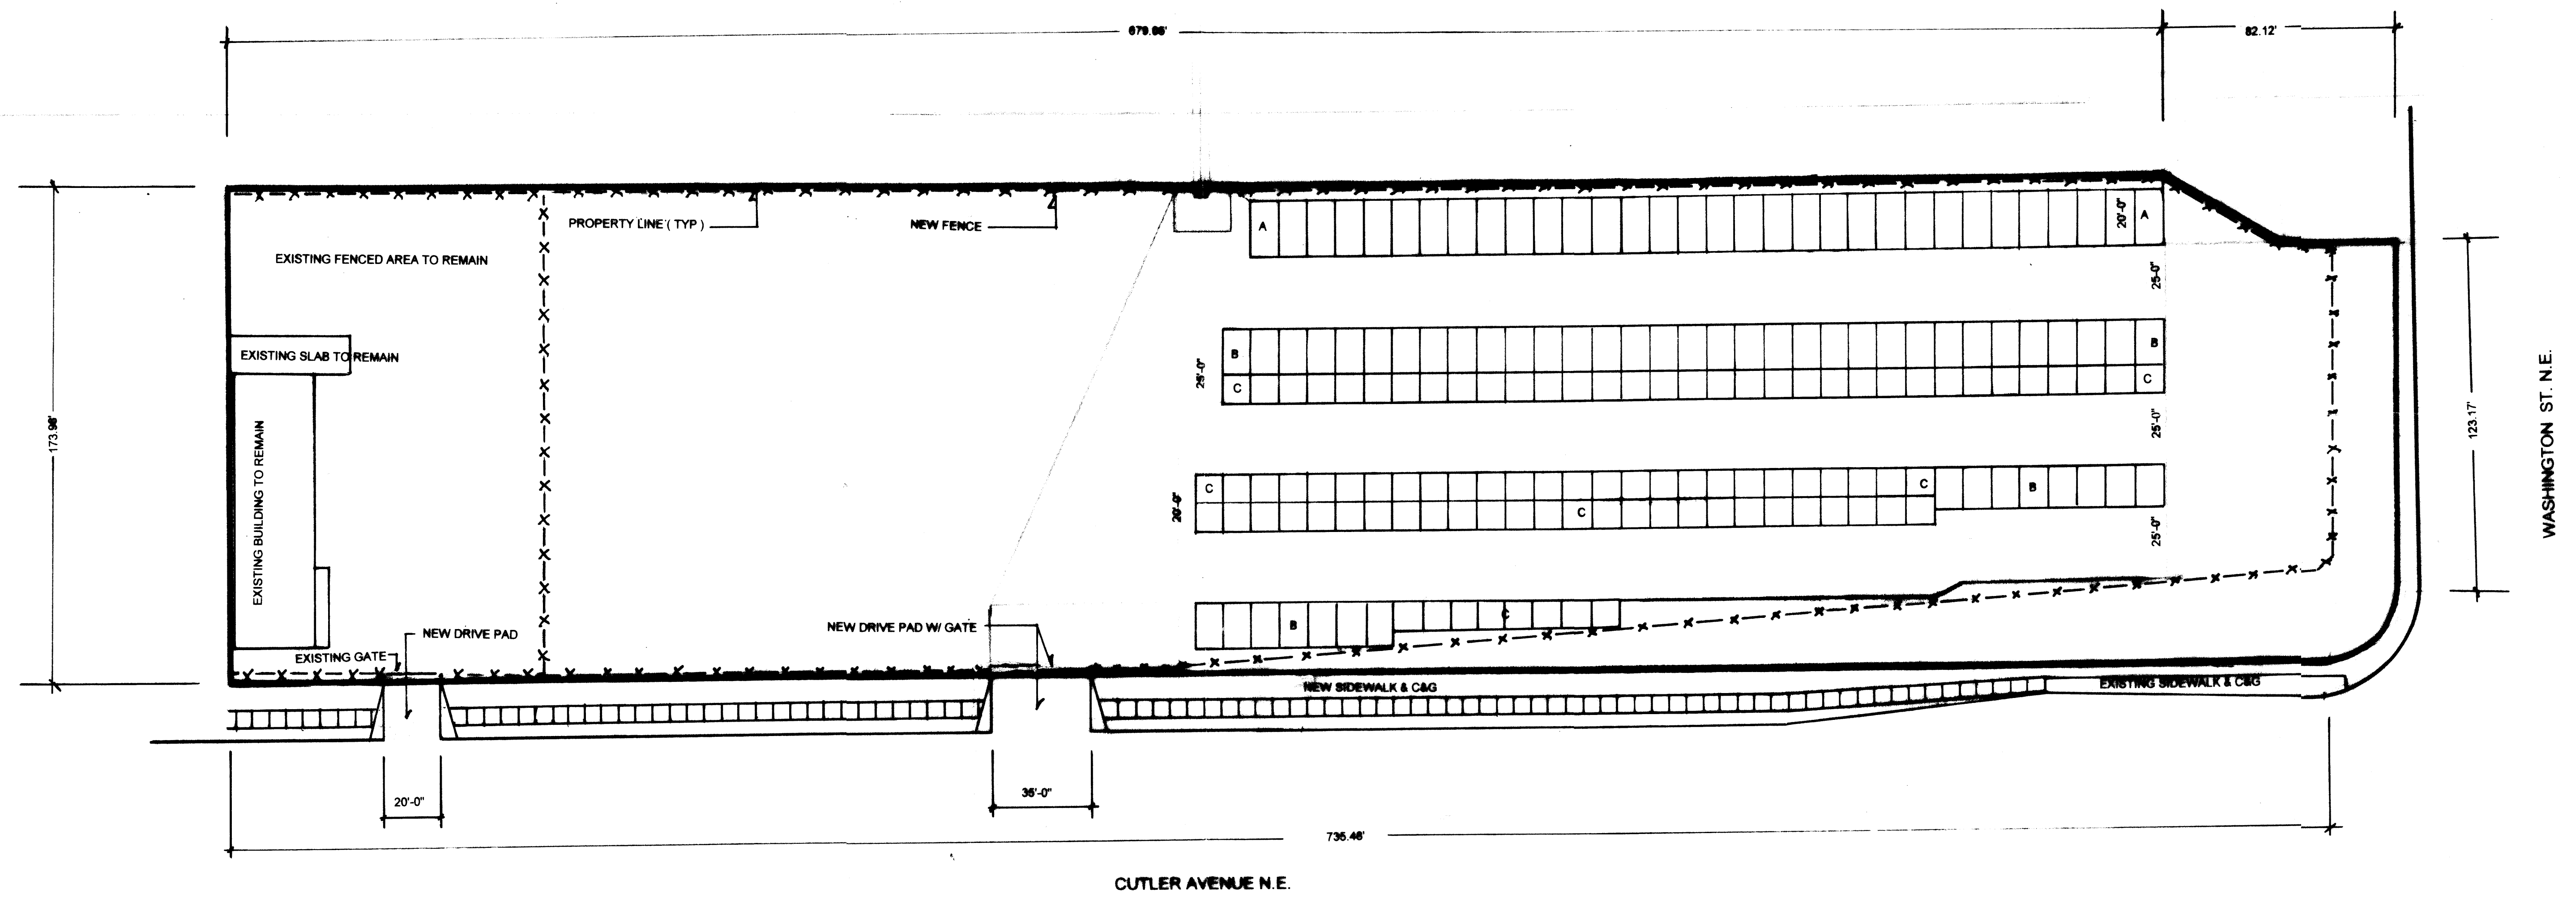 679.66'
82.12'
PROPERTY LINE ( TYP )
NEW FENCE
A
20'-0"
A
EXISTING FENCED AREA TO REMAIN
25-0"
EXISTING SLAB TO REMAIN
25'-0"
B
B
C
C
173.96'
EXISTING BUILDING TO REMAIN
25'-0"
123.17'
WASHINGTON ST. N.E.
20'-0"
C
C
B
C
25'-0"
NEW DRIVE PAD
NEW DRIVE PAD W/ GATE
B
C
EXISTING GATE
NEW SIDEWALK & C&G
EXISTING SIDEWALK & C&G
20'-0"
35'-0"
735.46'
CUTLER AVENUE N.E.